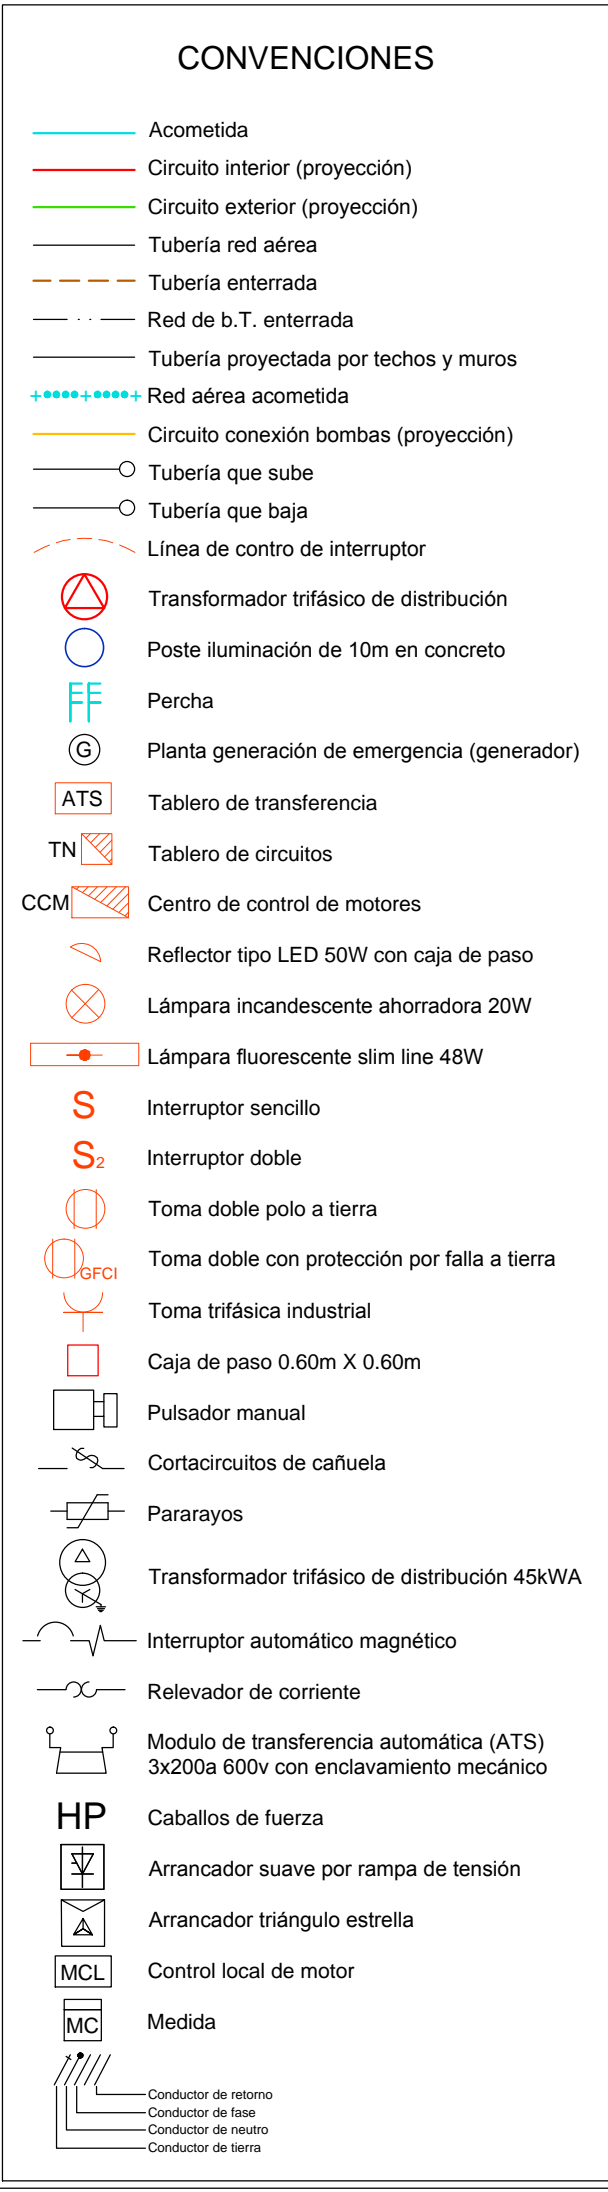 CONVENCIONES
Acometida
Circuito interior (proyección)
Circuito exterior (proyección)
Tubería red aérea
Tubería enterrada
Red de b.T. enterrada
Tubería proyectada por techos y muros
Red aérea acometida
Circuito conexión bombas (proyección)
Tubería que sube
Tubería que baja
Línea de contro de interruptor
Transformador trifásico de distribución
Poste iluminación de 10m en concreto
Percha
G Planta generación de emergencia (generador)
ATS Tablero de transferencia
TN Tablero de circuitos
CCM Centro de control de motores
Reflector tipo LED 50W con caja de paso
Lámpara incandescente ahorradora 20W
Lámpara fluorescente slim line 48W
S Interruptor sencillo
S2 Interruptor doble
Toma doble polo a tierra
GFCI Toma doble con protección por falla a tierra
Toma trifásica industrial
Caja de paso 0.60m X 0.60m
Pulsador manual
Cortacircuitos de cañuela
Pararayos
Transformador trifásico de distribución 45kWA
Interruptor automático magnético
Relevador de corriente
Modulo de transferencia automática (ATS)
3x200a 600v con enclavamiento mecánico
HP Caballos de fuerza
Arrancador suave por rampa de tensión
Arrancador triángulo estrella
MCL Control local de motor
MC Medida
Conductor de retorno
Conductor de fase
Conductor de neutro
Conductor de tierra